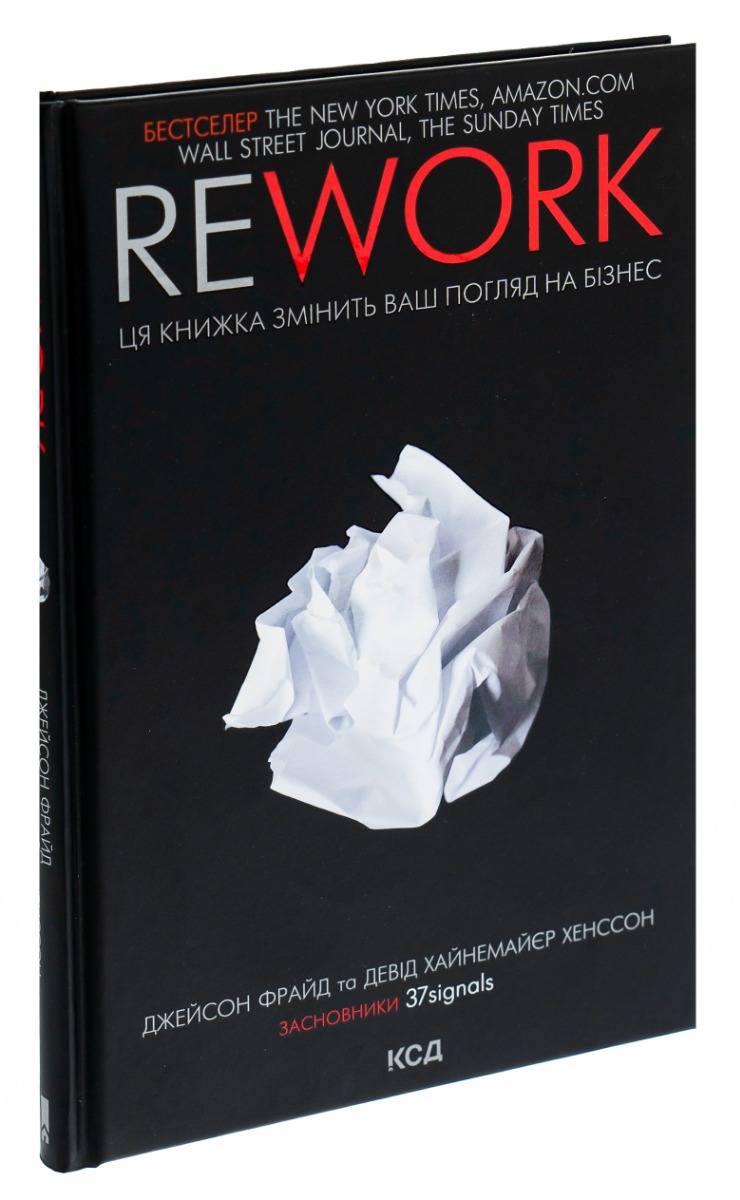 БЕСТСЕЛЕР THE NEW YORK TIMES, AMAZON.COM
WALL STREET JOURNAL, THE SUNDAY TIMES
REWORK
ЦЯ КНИЖКА ЗМІНИТЬ ВАШ ПОГЛЯД НА БІЗНЕС
ДЖЕЙСОН ФРАЙД та ДЕВІД ХАЙНЕМАЙЄР ХЕНССОН
ЗАСНОВНИКИ 37signals
КСД
ДЖЕЙСОН ФРАЙД